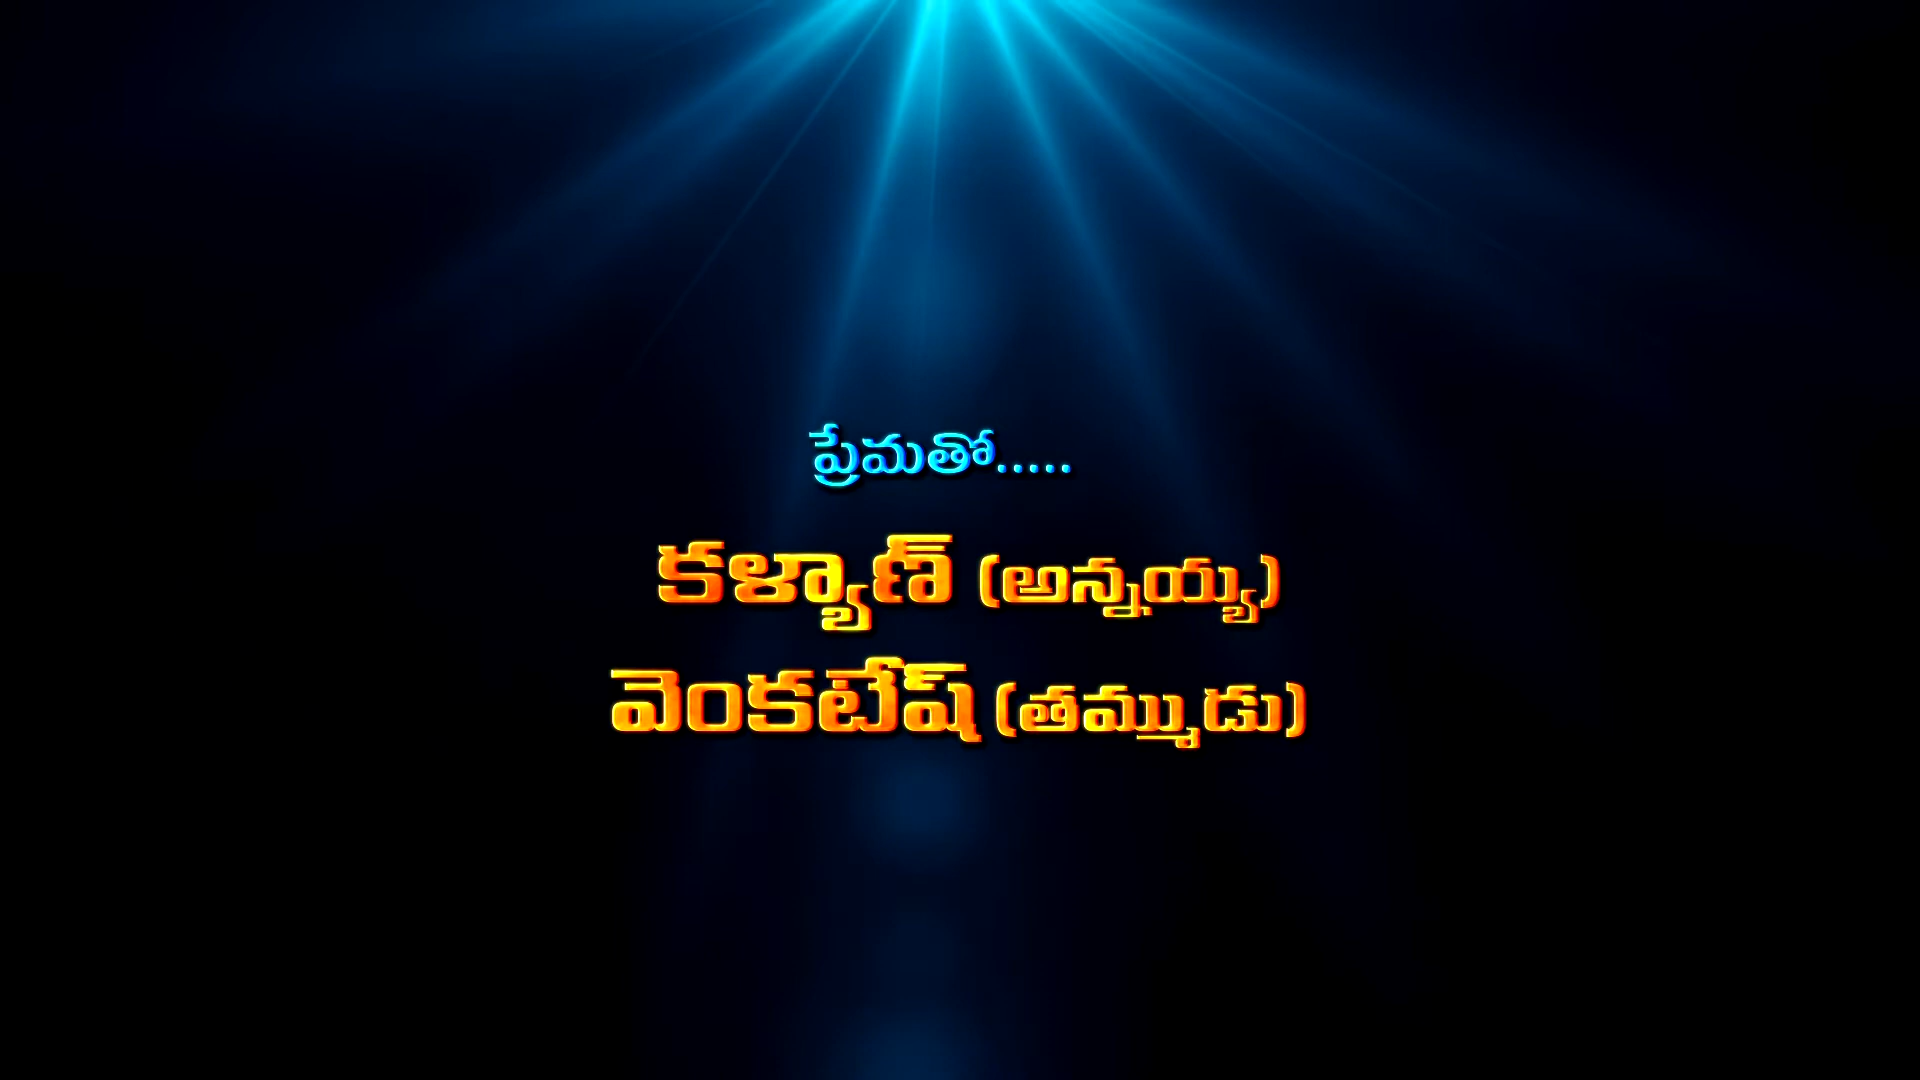 ప్రేమతో.....
కళ్యాణ్ (అన్నయ్య)
వెంకటేష్ (తమ్ముడు)